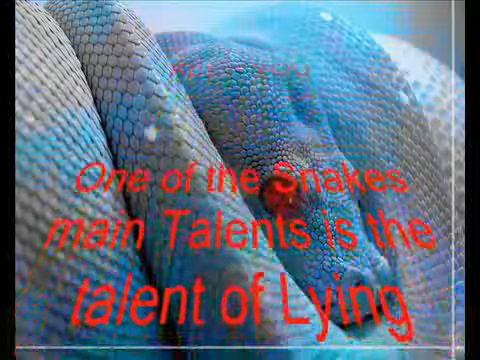 One of the Snakes
main Talents is the
talent of Lying